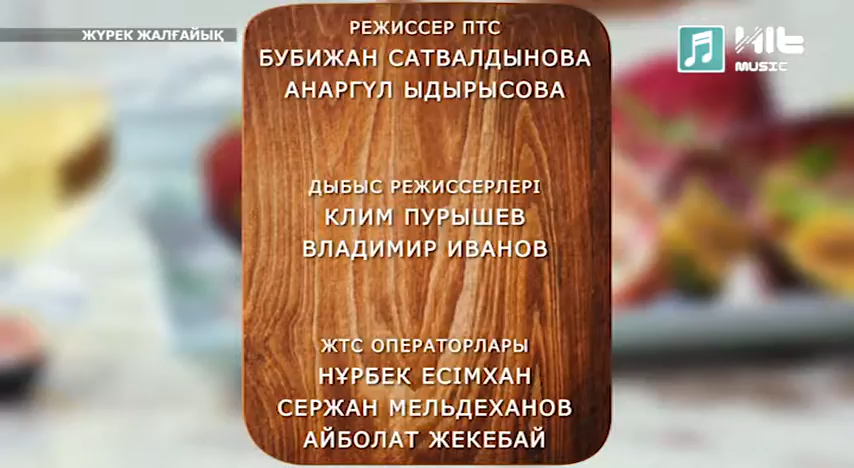 ЖҮРЕК ЖАЛҒАЙЫҚ
HIt
MUSIC
РЕЖИССЕР ПТС
БУБИЖАН САТВАЛДЫНОВА
АНАРГҮЛ ЫДЫРЫСОВА
ДЫБЫС РЕЖИССЕРЛЕРІ
КЛИМ ПУРЫШЕВ
ВЛАДИМИР ИВАНОВ
ЖТС ОПЕРАТОРЛАРЫ
НҰРБЕК ЕСІМХАН
СЕРЖАН МЕЛЬДЕХАНОВ
АЙБОЛАТ ЖЕКЕБАЙ